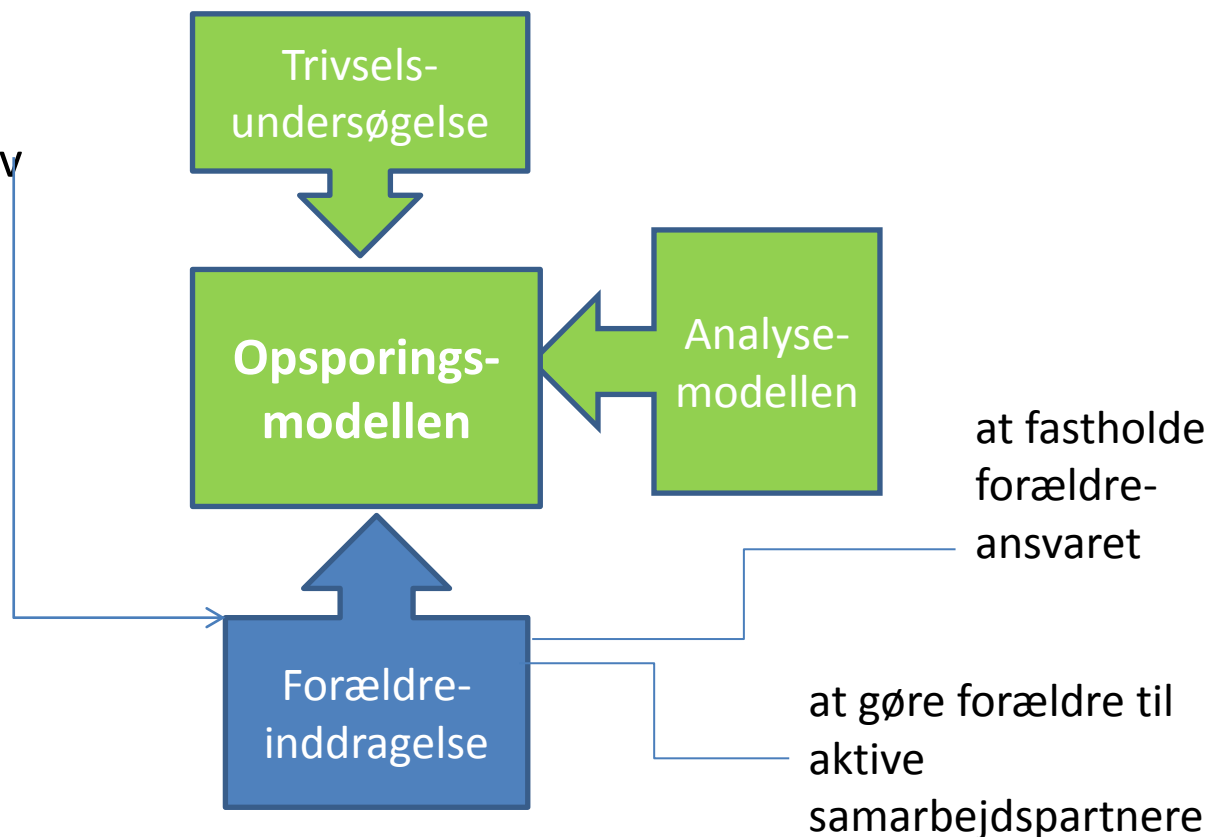 Trivsels-
undersøgelse
v
Opsporings-
modellen
Analyse-
modellen
at fastholde
forældre-
ansvaret
Forældre-
inddragelse
at gøre forældre til
aktive
samarbejdspartnere